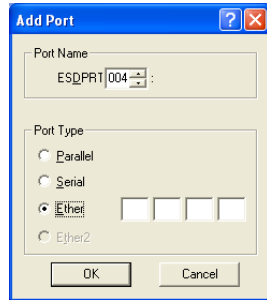 Add Port
Port Name
ESDPRT 004 :
Port Type
Parallel
Serial
Ether
Ether2
OK Cancel